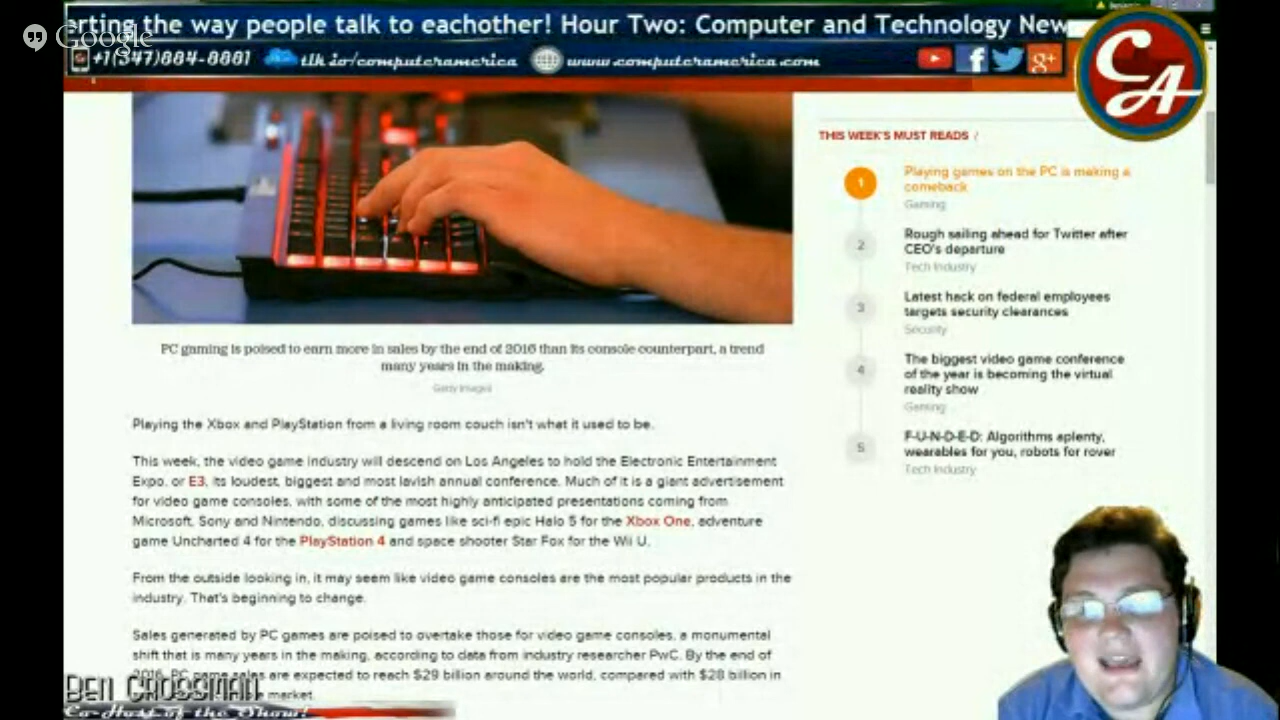 erting the way people talk to eachother! Hour Two: Computer and Technology New
Google
+1(347)884-8881 tlk.io/computeramerica www.computeramerica.com
CA
THIS WEEK'S MUST READS /
1 Playing games on the PC is making a
comeback
Gaming
2 Rough sailing ahead for Twitter after
CEO's departure
Tech Industry
3 Latest hack on federal employees
targets security clearances
Security
4 The biggest video game conference
of the year is becoming the virtual
reality show
Gaming
5 F-U-N-D-E-D: Algorithms aplenty,
wearables for you, robots for rover
Tech Industry
PC gaming is poised to earn more in sales by the end of 2016 than its console counterpart, a trend
many years in the making.
Getty Images
Playing the Xbox and PlayStation from a living room couch isn't what it used to be.
This week, the video game industry will descend on Los Angeles to hold the Electronic Entertainment
Expo, or E3, its loudest, biggest and most lavish annual conference. Much of it is a giant advertisement
for video game consoles, with some of the most highly anticipated presentations coming from
Microsoft, Sony and Nintendo, discussing games like sci-fi epic Halo 5 for the Xbox One, adventure
game Uncharted 4 for the PlayStation 4 and space shooter Star Fox for the Wii U.
From the outside looking in, it may seem like video game consoles are the most popular products in the
industry. That's beginning to change.
Sales generated by PC games are poised to overtake those for video game consoles, a monumental
shift that is many years in the making, according to data from industry researcher PwC. By the end of
2016, PC game sales are expected to reach $29 billion around the world, compared with $28 billion in
market.
BEN CROSSMAN
Co-Host of the Show!